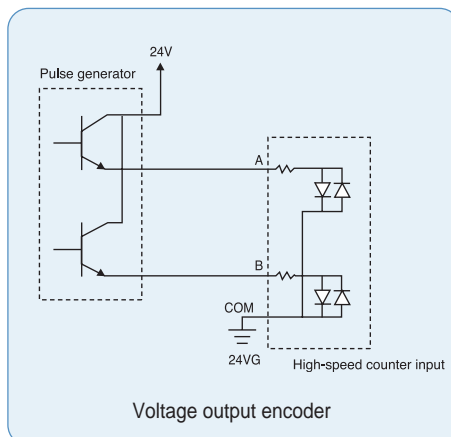 24V
Pulse generator
A
B
COM
24VG
High-speed counter input
Voltage output encoder